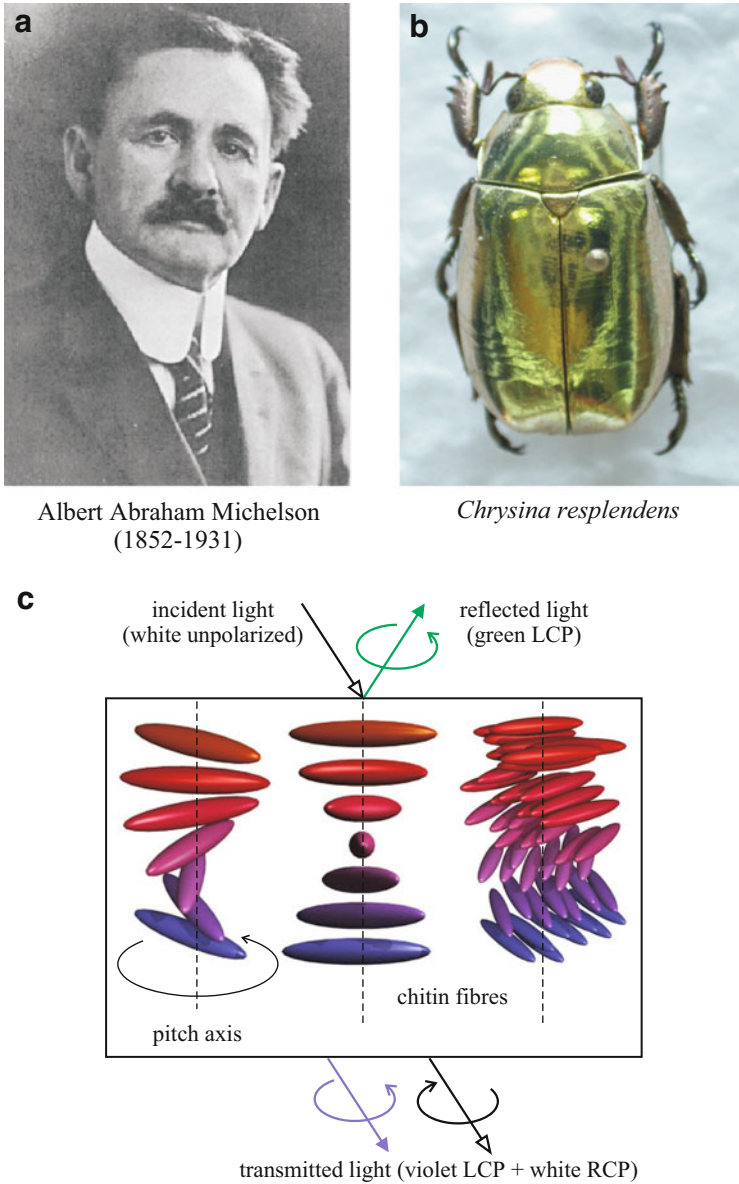 a
b
Albert Abraham Michelson
(1852-1931)
Chrysina resplendens
c
incident light
(white unpolarized)
reflected light
(green LCP)
chitin fibres
pitch axis
transmitted light (violet LCP + white RCP)